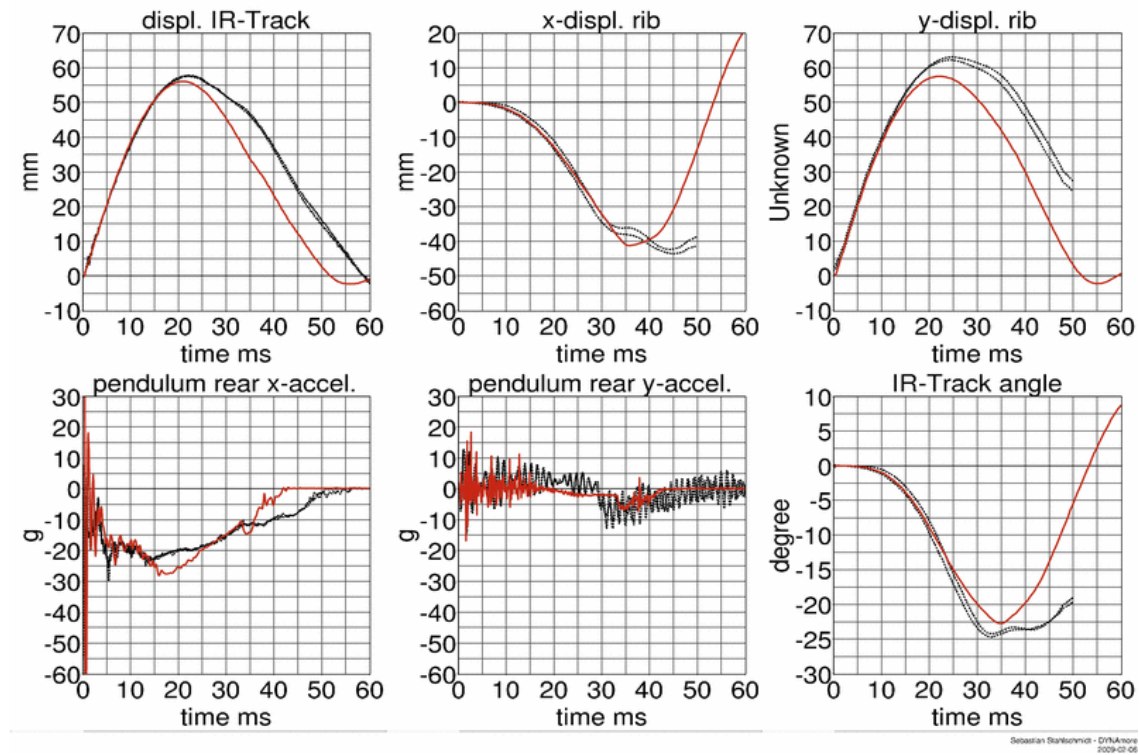 displ. IR-Track
x-displ. rib
y-displ. rib
70
60
50
40
30
20
10
0
-10
mm
0 10 20 30 40 50 60
time ms
20
10
0
-10
-20
-30
-40
-50
-60
mm
0 10 20 30 40 50 60
time ms
70
60
50
40
30
20
10
0
-10
Unknown
0 10 20 30 40 50 60
time ms
pendulum rear x-accel.
pendulum rear y-accel.
IR-Track angle
30
20
10
0
-10
-20
-30
-40
-50
-60
g
0 10 20 30 40 50 60
time ms
30
20
10
0
-10
-20
-30
-40
-50
-60
g
0 10 20 30 40 50 60
time ms
10
5
0
-5
-10
-15
-20
-25
-30
degree
0 10 20 30 40 50 60
time ms
Sebastian Stahlschmidt - DYNAmore